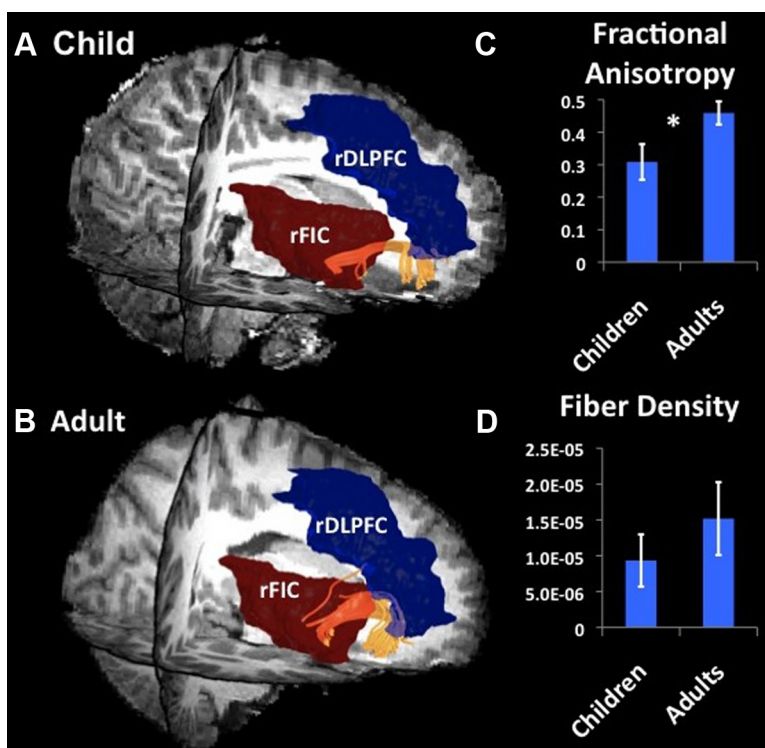 A Child
rDLPFC
rFIC
B Adult
rDLPFC
rFIC
C
Fractional
Anisotropy
0.5
0.4
0.3
0.2
0.1
0
*
Children
Adults
D
Fiber Density
2.5E-05
2.0E-05
1.5E-05
1.0E-05
5.0E-06
0
Children
Adults